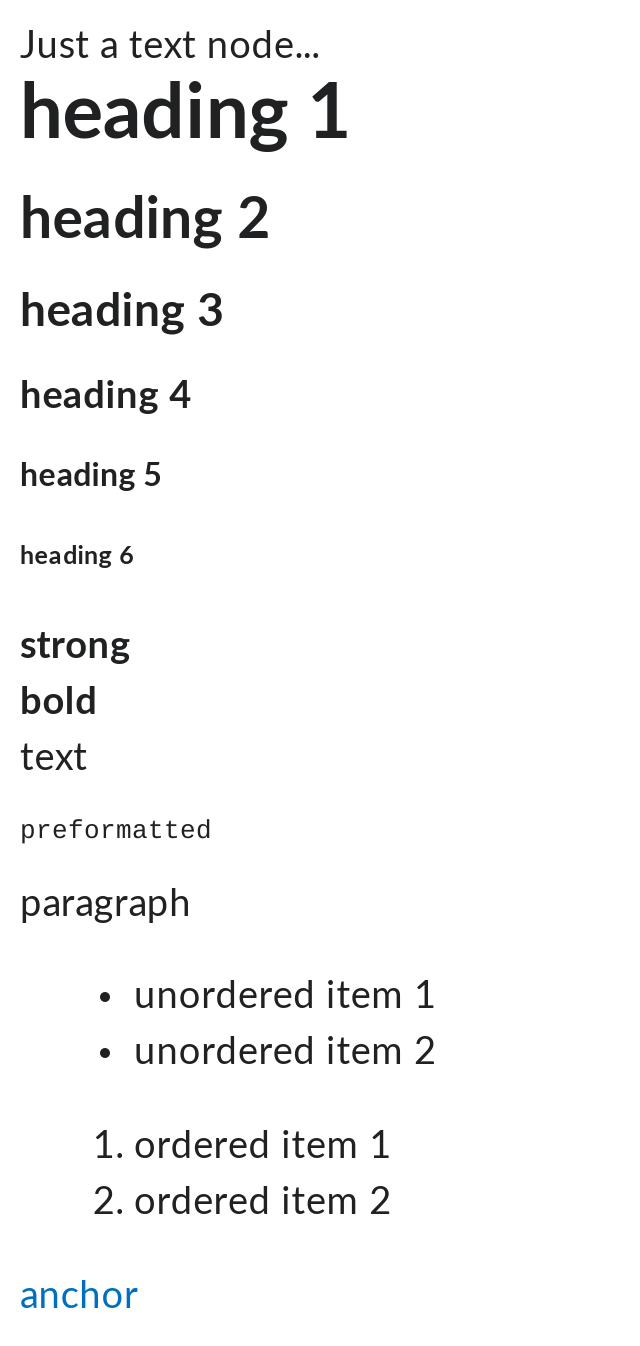 Just a text node...
heading 1
heading 2
heading 3
heading 4
heading 5
heading 6
strong
bold
text
preformatted
paragraph
• unordered item 1
• unordered item 2
1. ordered item 1
2. ordered item 2
anchor